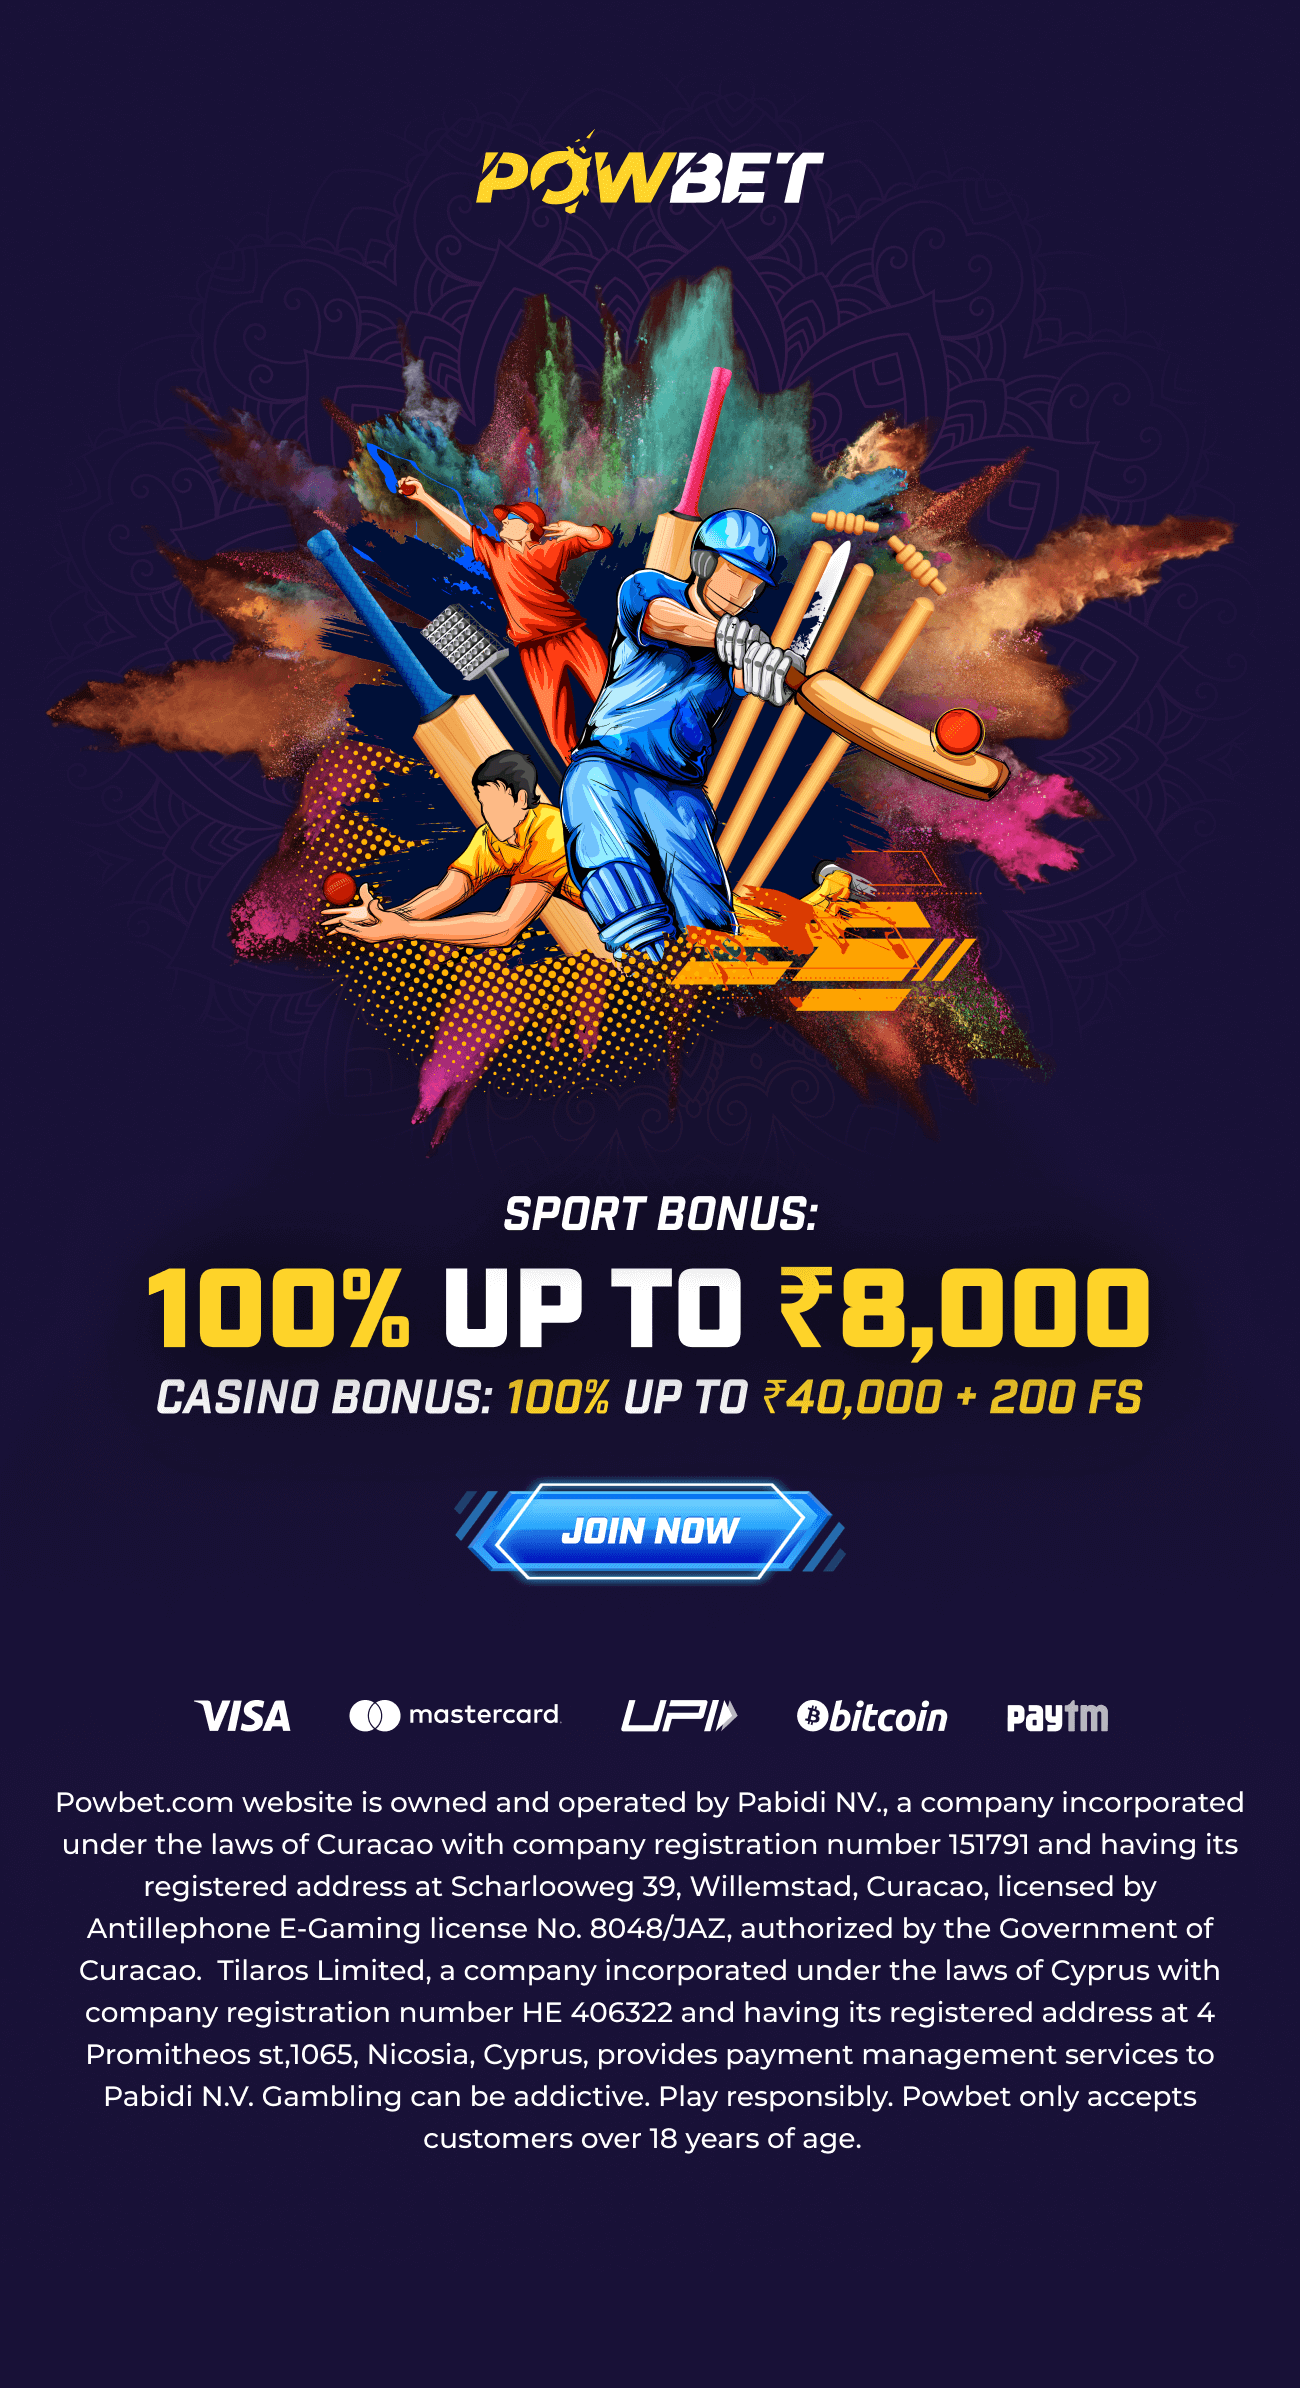 POWBET
SPORT BONUS:
100% UP TO ₹8,000
CASINO BONUS: 100% UP TO ₹40,000 + 200 FS
JOIN NOW
VISA mastercard. UPI bitcoin paytm
Powbet.com website is owned and operated by Pabidi NV., a company incorporated
under the laws of Curacao with company registration number 151791 and having its
registered address at Scharlooweg 39, Willemstad, Curacao, licensed by
Antillephone E-Gaming license No. 8048/JAZ, authorized by the Government of
Curacao. Tilaros Limited, a company incorporated under the laws of Cyprus with
company registration number HE 406322 and having its registered address at 4
Promitheos st,1065, Nicosia, Cyprus, provides payment management services to
Pabidi N.V. Gambling can be addictive. Play responsibly. Powbet only accepts
customers over 18 years of age.